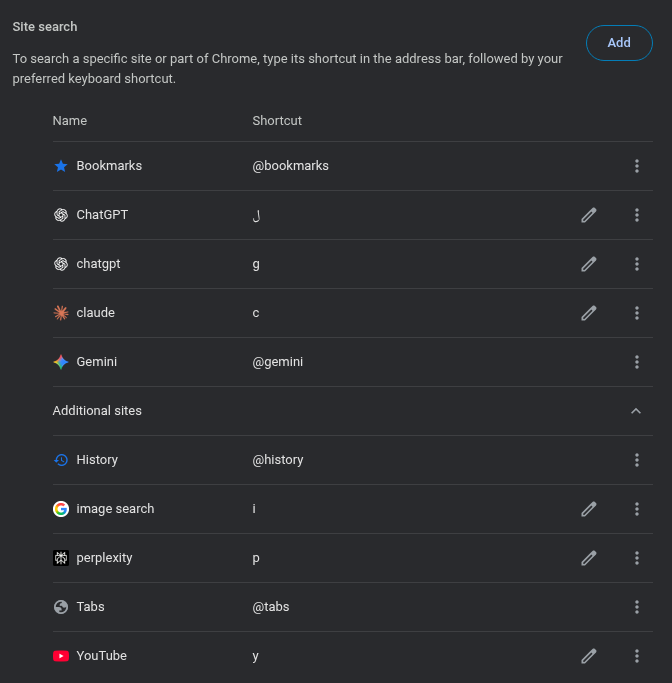 Site search
Add
To search a specific site or part of Chrome, type its shortcut in the address bar, followed by your
preferred keyboard shortcut.
Name Shortcut
Bookmarks @bookmarks
ChatGPT ل
chatgpt g
claude c
Gemini @gemini
Additional sites
History @history
image search i
perplexity p
Tabs @tabs
YouTube y